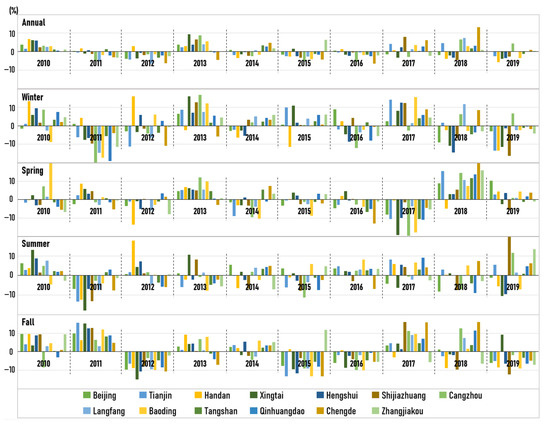 (%)
Annual
10
0
−10
2010 2011 2012 2013 2014 2015 2016 2017 2018 2019
Winter
10
0
−10
2010 2011 2012 2013 2014 2015 2016 2017 2018 2019
Spring
10
0
−10
2010 2011 2012 2013 2014 2015 2016 2017 2018 2019
Summer
10
0
−10
2010 2011 2012 2013 2014 2015 2016 2017 2018 2019
Fall
10
0
−10
2010 2011 2012 2013 2014 2015 2016 2017 2018 2019
Beijing Tianjin Handan Xingtai Hengshui Shijiazhuang Cangzhou
Langfang Baoding Tangshan Qinhuangdao Chengde Zhangjiakou